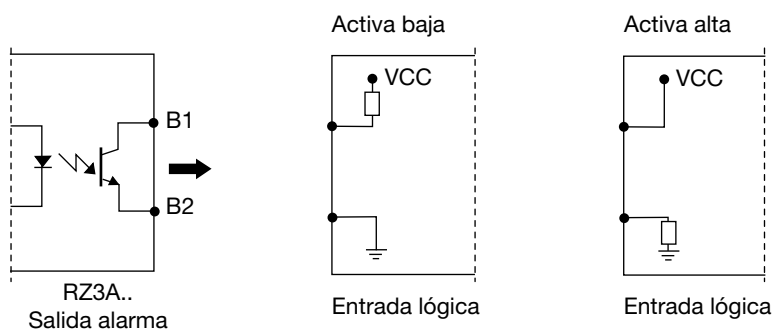 Activa baja
Activa alta
VCC
VCC
B1
B2
RZ3A..
Salida alarma
Entrada lógica
Entrada lógica